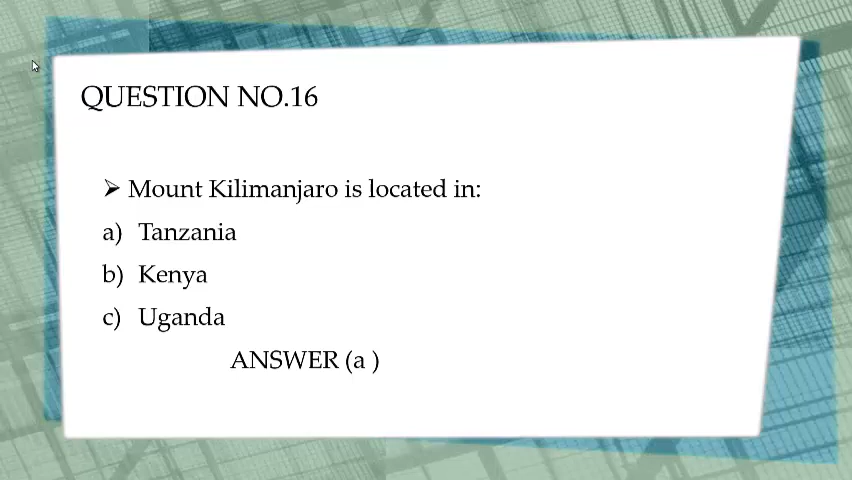 QUESTION NO.16
➢ Mount Kilimanjaro is located in:
a) Tanzania
b) Kenya
c) Uganda
ANSWER (a )